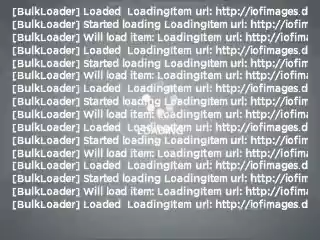 [BulkLoader] Loaded  LoadingItem url: http://iofimages.d
[BulkLoader] Started loading LoadingItem url: http://iofim
[BulkLoader] Will load item: LoadingItem url: http://iofima
[BulkLoader] Loaded  LoadingItem url: http://iofimages.d
[BulkLoader] Started loading LoadingItem url: http://iofim
[BulkLoader] Will load item: LoadingItem url: http://iofima
[BulkLoader] Loaded  LoadingItem url: http://iofimages.d
[BulkLoader] Started loading LoadingItem url: http://iofim
[BulkLoader] Will load item: LoadingItem url: http://iofima
[BulkLoader] Loaded  LoadingItem url: http://iofimages.d
LOADING
[BulkLoader] Started loading LoadingItem url: http://iofim
[BulkLoader] Will load item: LoadingItem url: http://iofima
[BulkLoader] Loaded  LoadingItem url: http://iofimages.d
[BulkLoader] Started loading LoadingItem url: http://iofim
[BulkLoader] Will load item: LoadingItem url: http://iofima
[BulkLoader] Loaded  LoadingItem url: http://iofimages.d